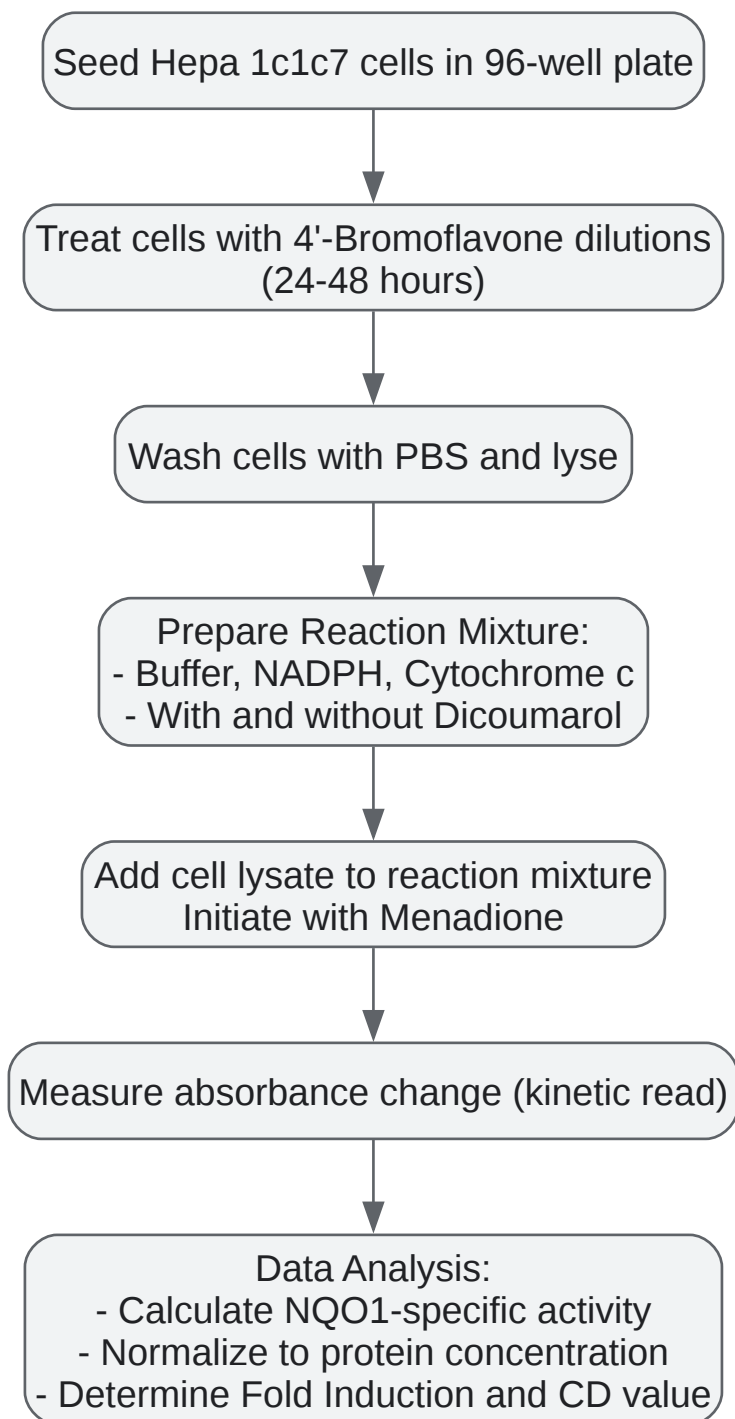 Seed Hepa 1c1c7 cells in 96-well plate
Treat cells with 4'-Bromoflavone dilutions
(24-48 hours)
Wash cells with PBS and lyse
Prepare Reaction Mixture:
- Buffer, NADPH, Cytochrome c
- With and without Dicoumarol
Add cell lysate to reaction mixture
Initiate with Menadione
Measure absorbance change (kinetic read)
Data Analysis:
- Calculate NQO1-specific activity
- Normalize to protein concentration
- Determine Fold Induction and CD value